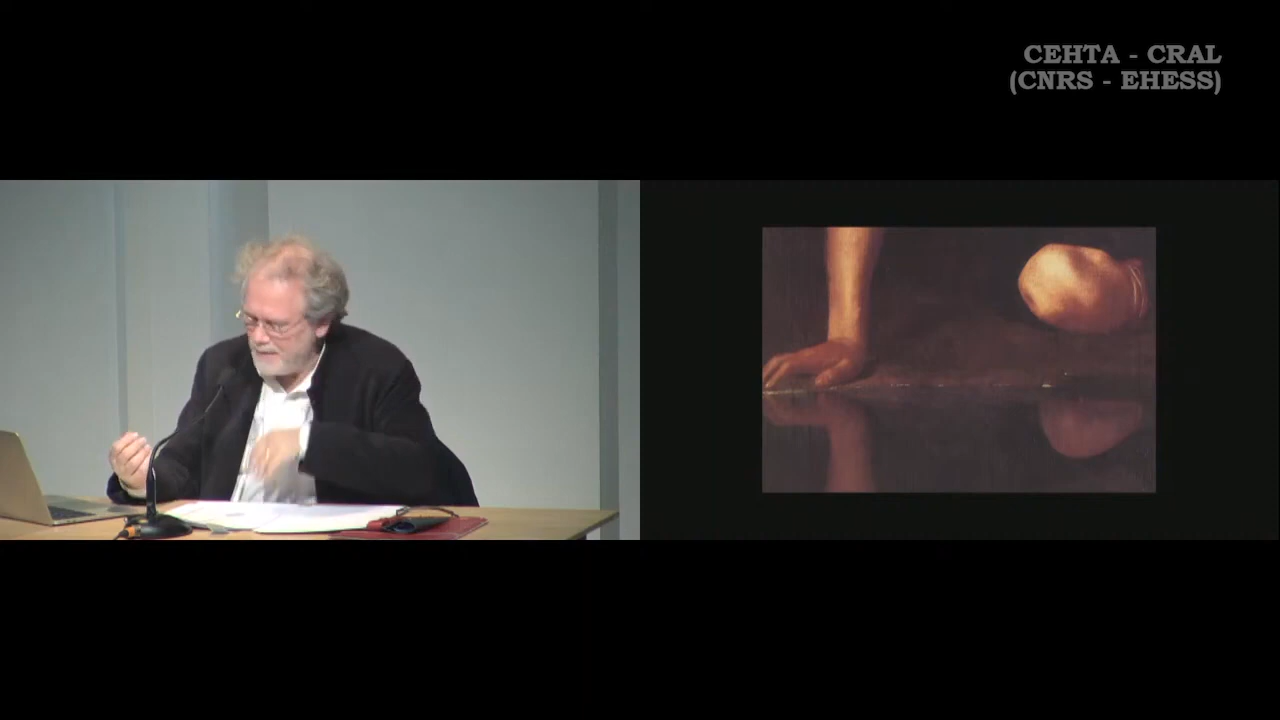 CEHTA - CRAL
(CNRS - EHESS)